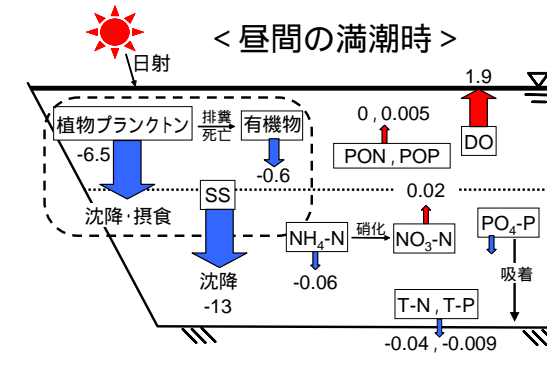 <昼間の満潮時>
日射
1.9
植物プランクトン
排糞
死亡
有機物
0 , 0.005
DO
PON , POP
-6.5
-0.6
SS
0.02
沈降・摂食
NH4-N
硝化
NO3-N
PO4-P
吸着
沈降
-13
-0.06
T-N , T-P
-0.04 , -0.009